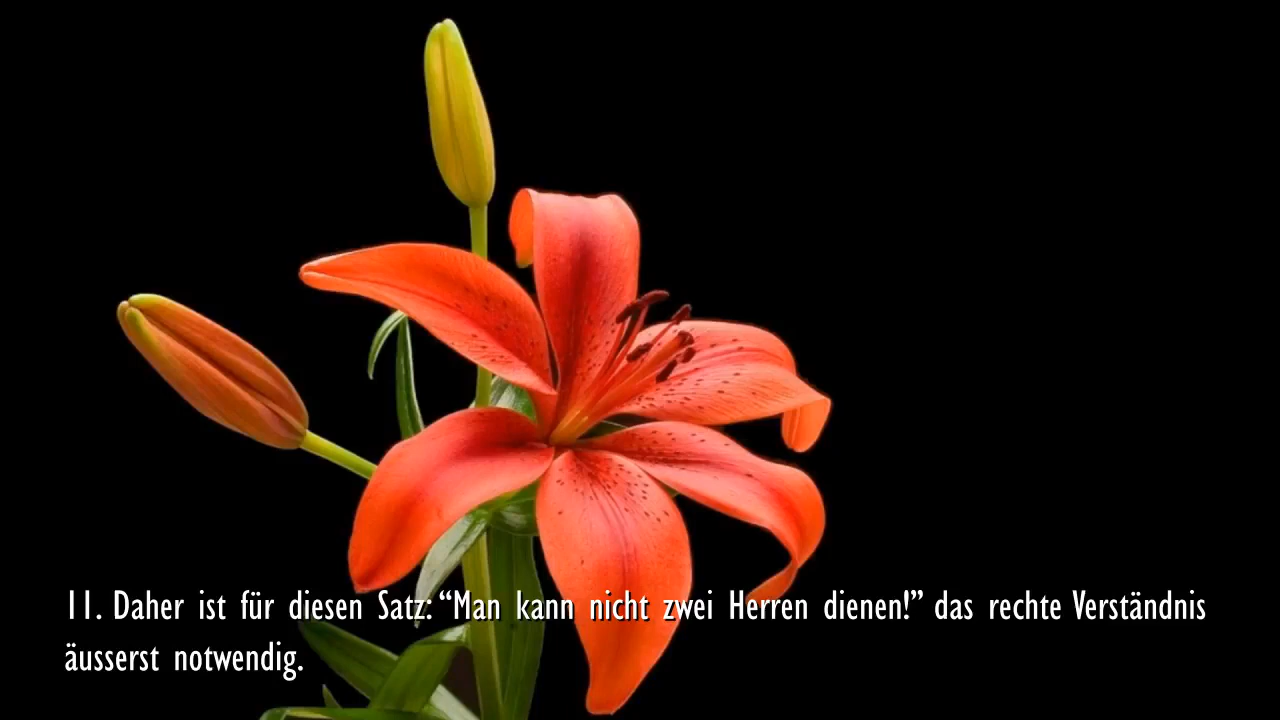 11. Daher ist für diesen Satz: “Man kann nicht zwei Herren dienen!” das rechte Verständnis
äusserst notwendig.